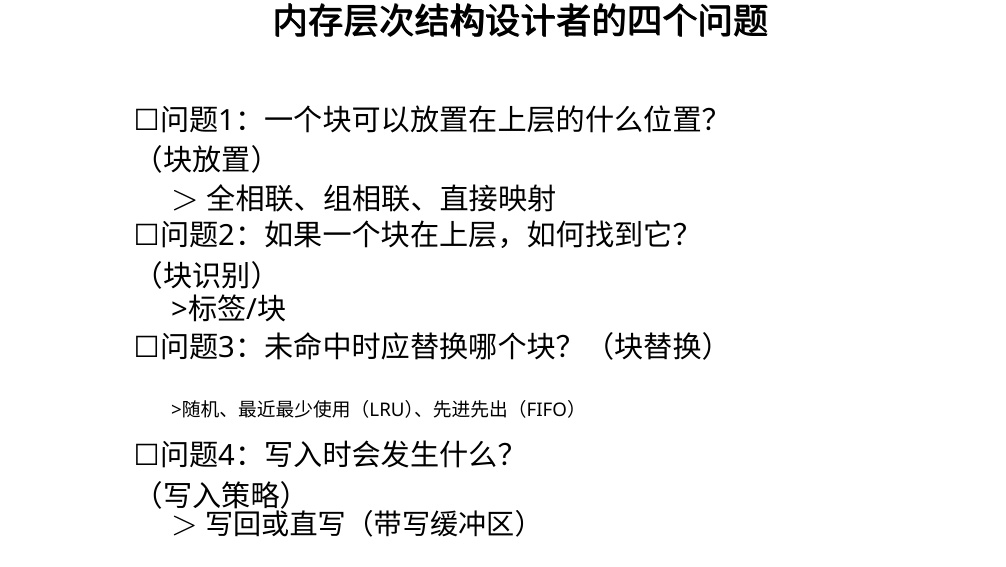 内存层次结构设计者的四个问题
☐问题1：一个块可以放置在上层的什么位置？
（块放置）
＞ 全相联、组相联、直接映射
☐问题2：如果一个块在上层，如何找到它？
（块识别）
>标签/块
☐问题3：未命中时应替换哪个块？（块替换）
>随机、最近最少使用（LRU）、先进先出（FIFO）
☐问题4：写入时会发生什么？
（写入策略）
＞ 写回或直写（带写缓冲区）